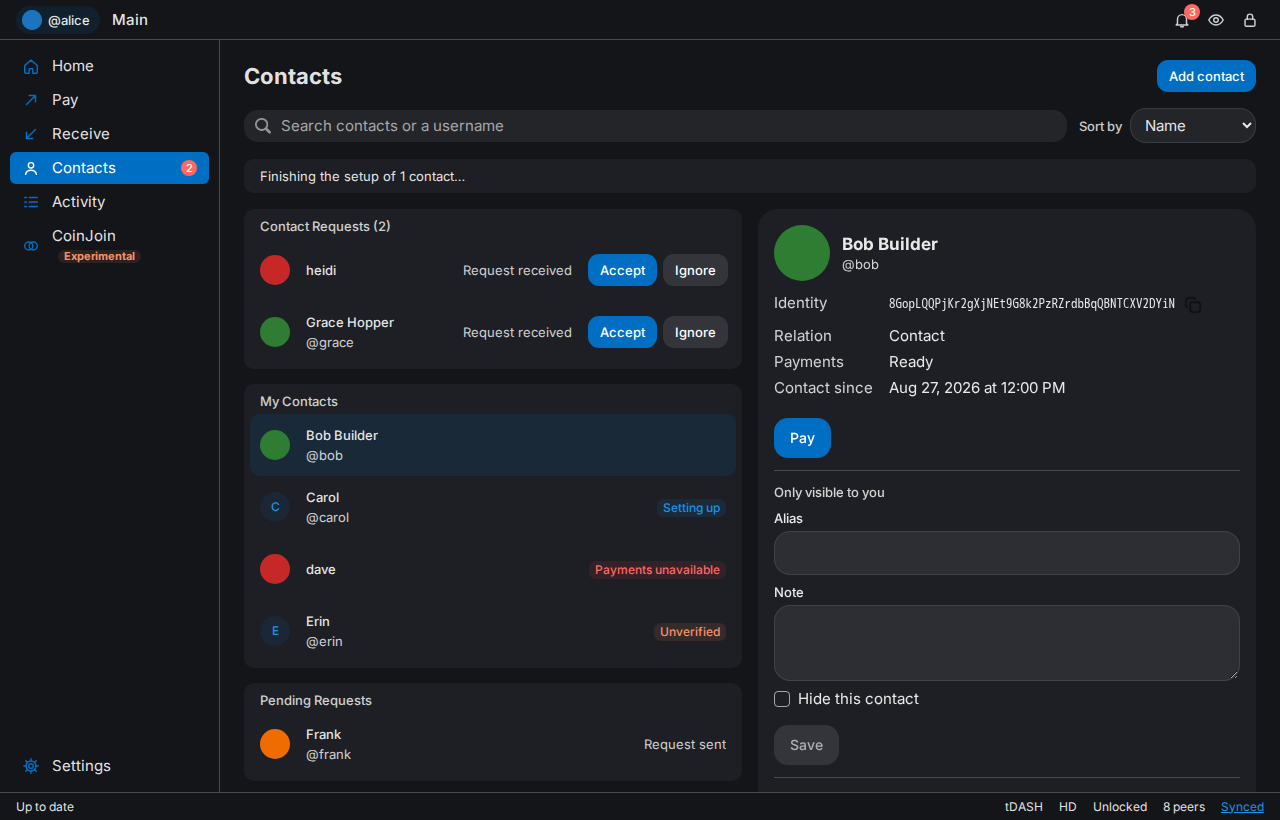 @alice Main 3
Home
Pay
Receive
Contacts 2
Activity
CoinJoin
Experimental
Settings
Contacts
Add contact
Search contacts or a username
Sort by Name
Finishing the setup of 1 contact...
Contact Requests (2)
heidi Request received Accept Ignore
Grace Hopper
@grace
Request received Accept Ignore
My Contacts
Bob Builder
@bob
C
Carol
@carol
Setting up
dave
Payments unavailable
E
Erin
@erin
Unverified
Pending Requests
Frank
@frank
Request sent
Bob Builder
@bob
Identity 8GopLQQPjKr2gXjNEt9G8k2PzRZrdbBqQBNTCXV2DYiN
Relation Contact
Payments Ready
Contact since Aug 27, 2026 at 12:00 PM
Pay
Only visible to you
Alias
Note
Hide this contact
Save
Up to date tDASH HD Unlocked 8 peers Synced